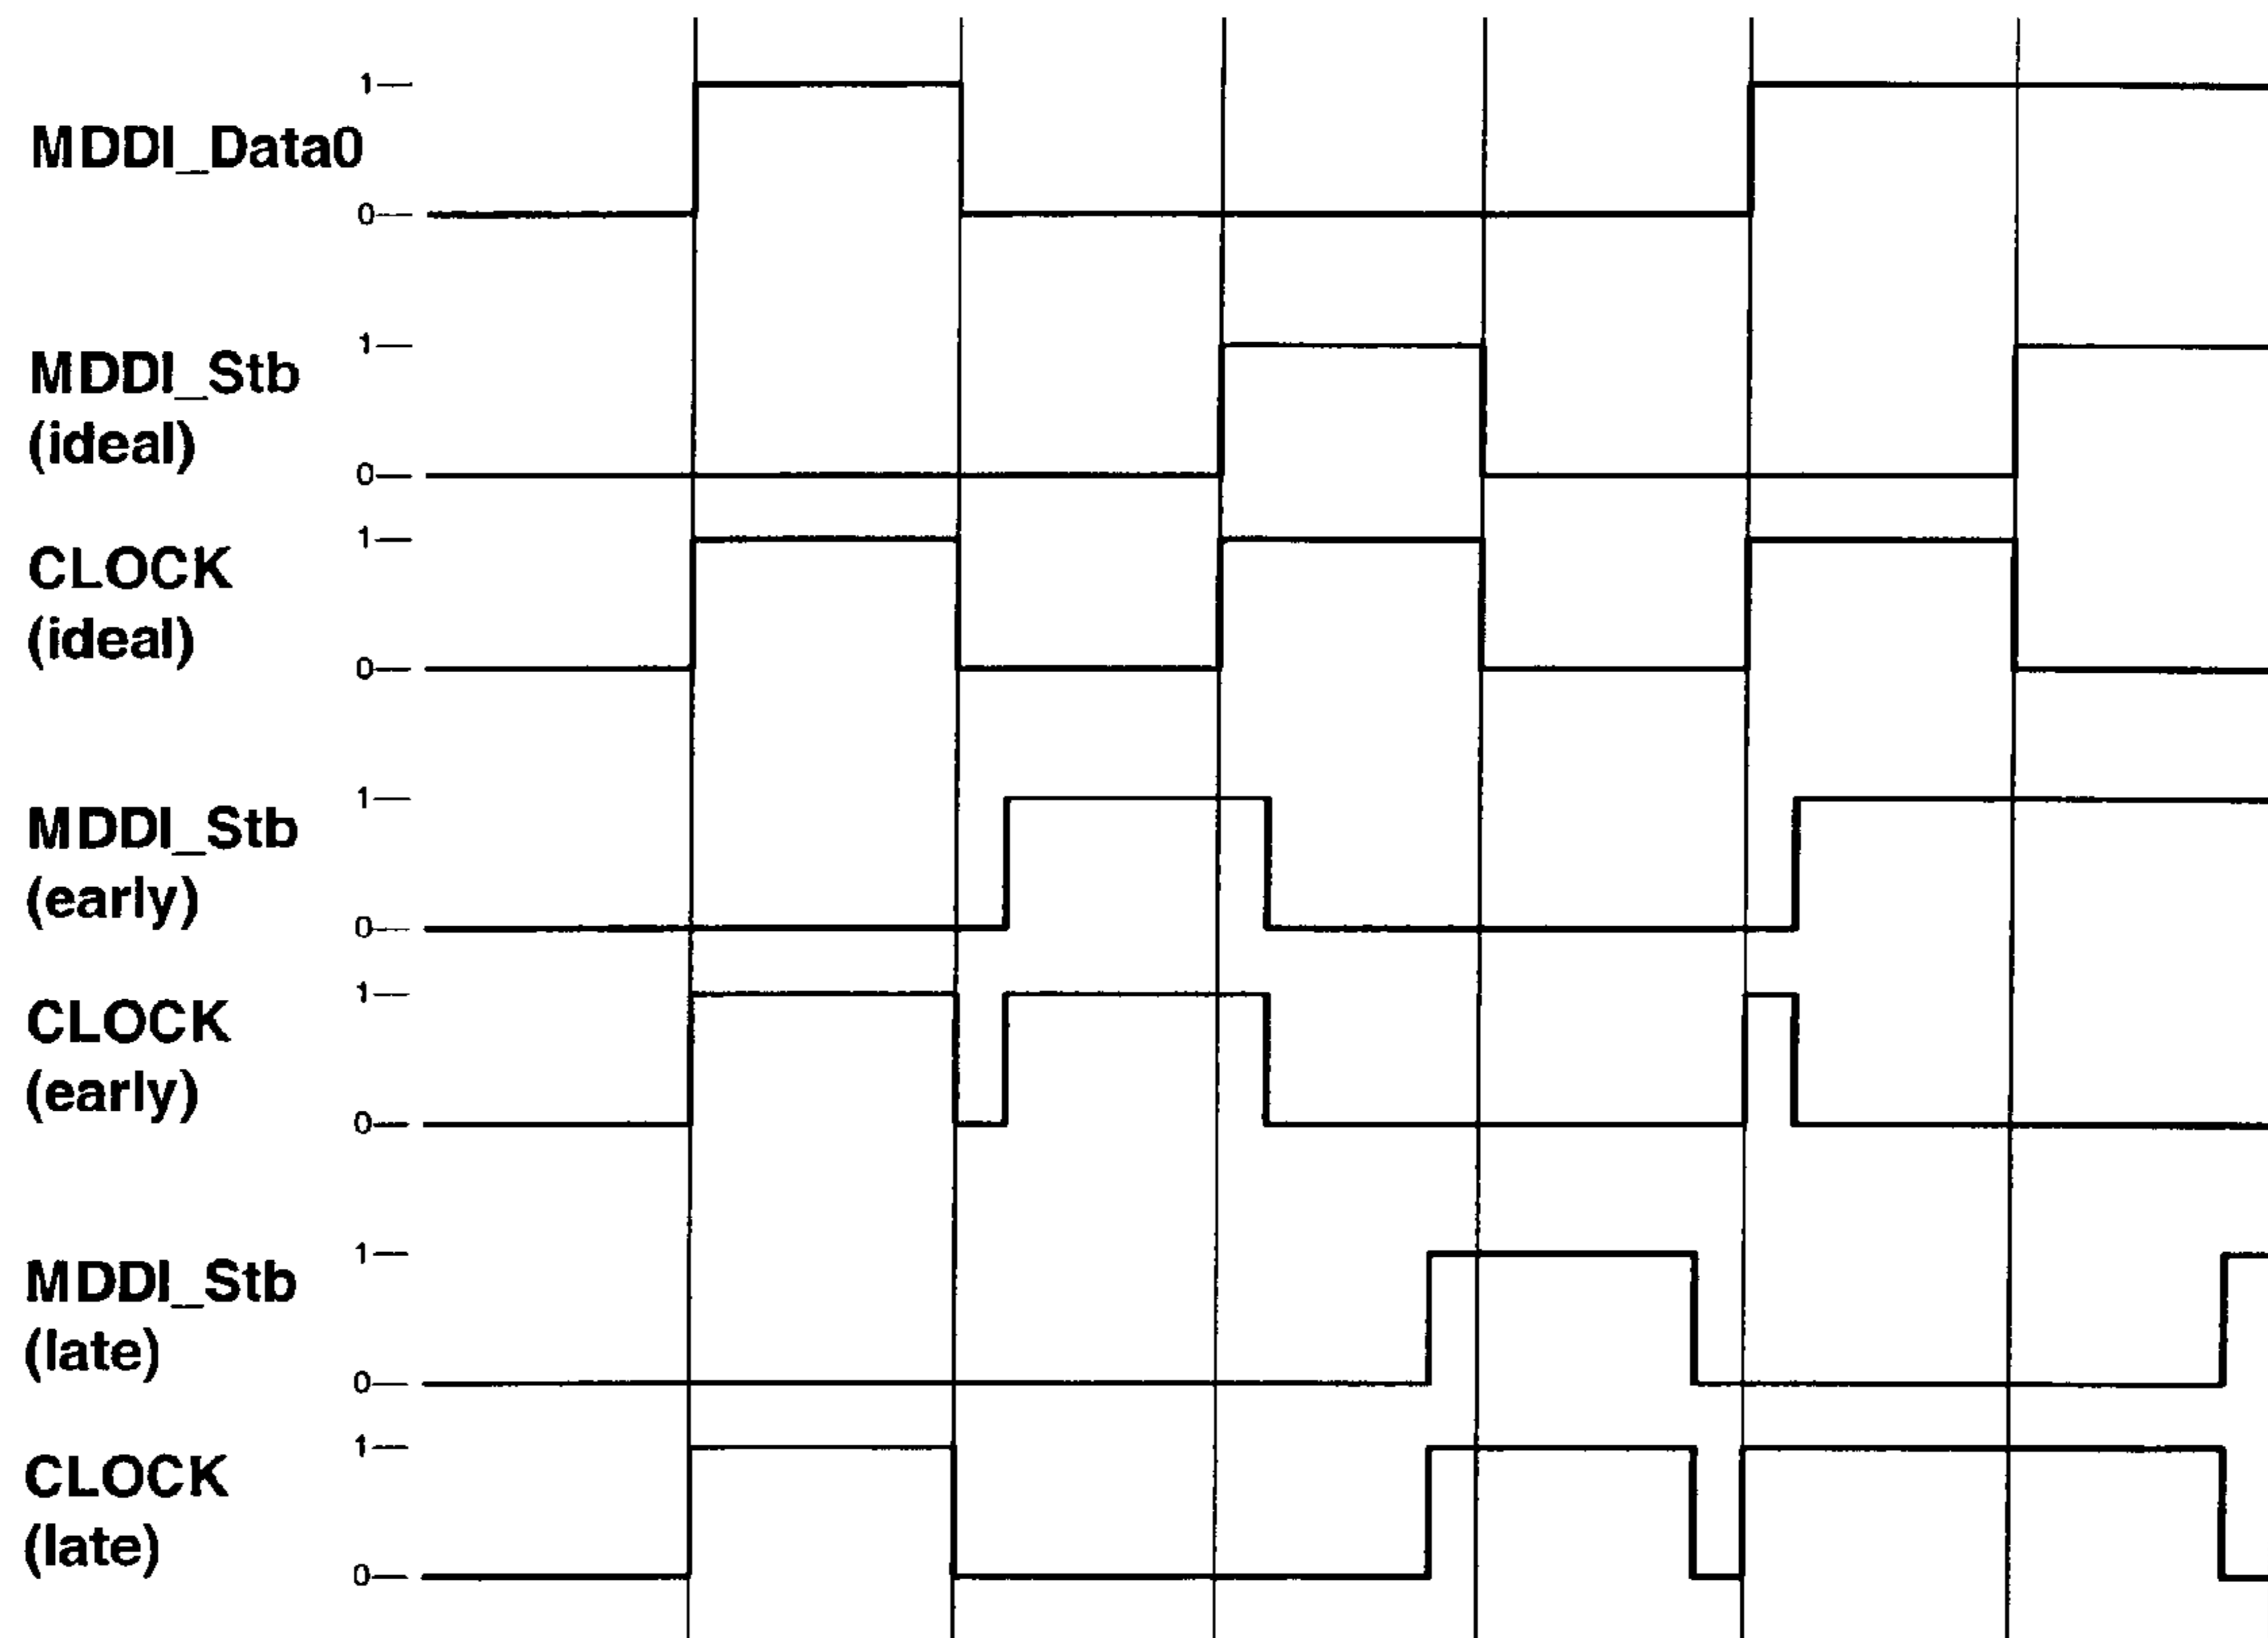 1
MDDI_Data0
0
1
MDDI_Stb
(ideal)
0
1
CLOCK
(ideal)
0
1
MDDI_Stb
(early)
0
1
CLOCK
(early)
0
1
MDDI_Stb
(late)
0
1
CLOCK
(late)
0